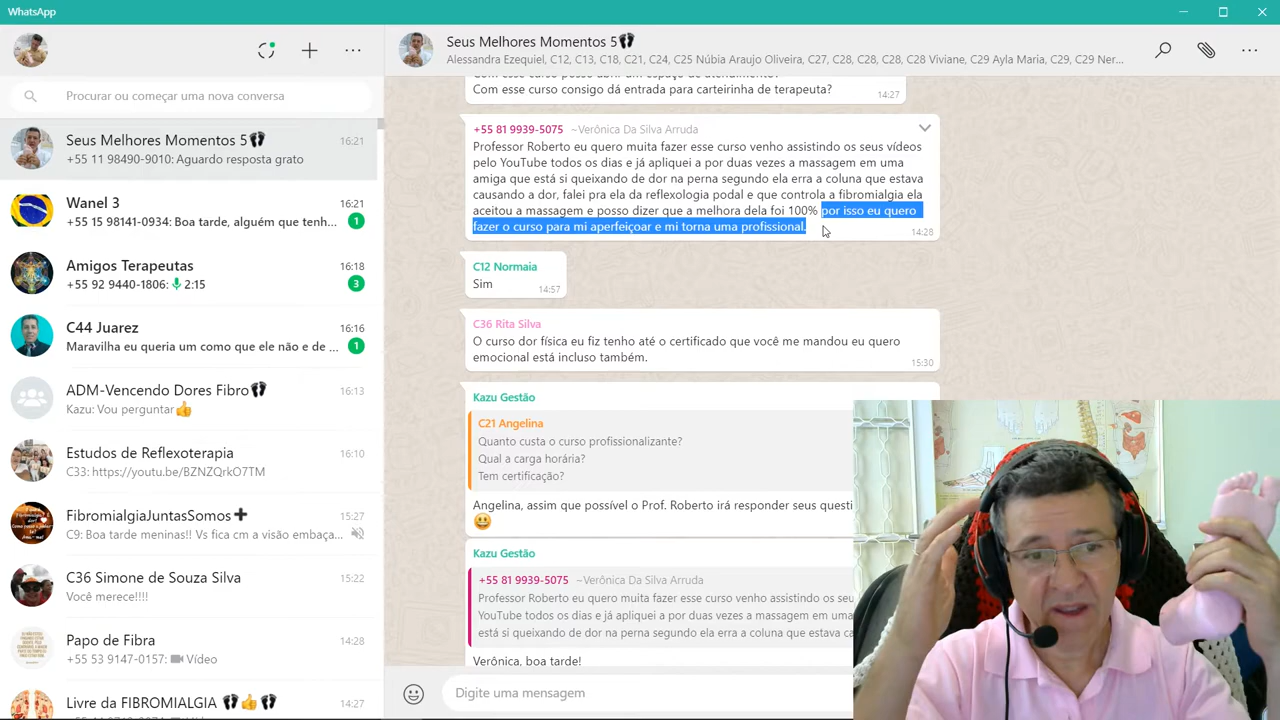 WhatsApp
Procurar ou começar uma nova conversa
Seus Melhores Momentos 5👣
16:21
+55 11 98490-9010: Aguardo resposta grato
Wanel 3
16:21
+55 15 98141-0934: Boa tarde, alguém que tenh...
1
Amigos Terapeutas
16:18
+55 92 9440-1806: 2:15
3
C44 Juarez
16:16
Maravilha eu queria um como que ele não e de ...
1
ADM-Vencendo Dores Fibro👣
16:13
Kazu: Vou perguntar👍
Estudos de Reflexoterapia
16:10
C33: https://youtu.be/BZNZQrkO7TM
FibromialgiaJuntasSomos➕
15:27
C9: Boa tarde meninas!! Vs fica cm a visão embaça...
C36 Simone de Souza Silva
15:22
Você merece!!!!
Papo de Fibra
14:28
+55 53 9147-0157: Vídeo
Livre da FIBROMIALGIA 👣👍👣
14:27
Seus Melhores Momentos 5👣
Alessandra Ezequiel, C12, C13, C18, C21, C24, C25 Núbia Araujo Oliveira, C27, C28, C28, C28 Viviane, C29 Ayla Maria, C29, C29 Ner...
Com esse curso consigo dá entrada para carteirinha de terapeuta?
14:27
+55 81 9939-5075 ~Verônica Da Silva Arruda
Professor Roberto eu quero muita fazer esse curso venho assistindo os seus vídeos
pelo YouTube todos os dias e já apliquei a por duas vezes a massagem em uma
amiga que está si queixando de dor na perna segundo ela erra a coluna que estava
causando a dor, falei pra ela da reflexologia podal e que controla a fibromialgia ela
aceitou a massagem e posso dizer que a melhora dela foi 100% por isso eu quero
fazer o curso para mi aperfeiçoar e mi torna uma profissional.
14:28
C12 Normaia
Sim
14:57
C36 Rita Silva
O curso dor física eu fiz tenho até o certificado que você me mandou eu quero
emocional está incluso também.
15:30
Kazu Gestão
C21 Angelina
Quanto custa o curso profissionalizante?
Qual a carga horária?
Tem certificação?
Angelina, assim que possível o Prof. Roberto irá responder seus questi
😃
Kazu Gestão
+55 81 9939-5075 ~Verônica Da Silva Arruda
Professor Roberto eu quero muita fazer esse curso venho assistindo os seu
YouTube todos os dias e já apliquei a por duas vezes a massagem em uma
está si queixando de dor na perna segundo ela erra a coluna que estava ca
Verônica, boa tarde!
Digite uma mensagem